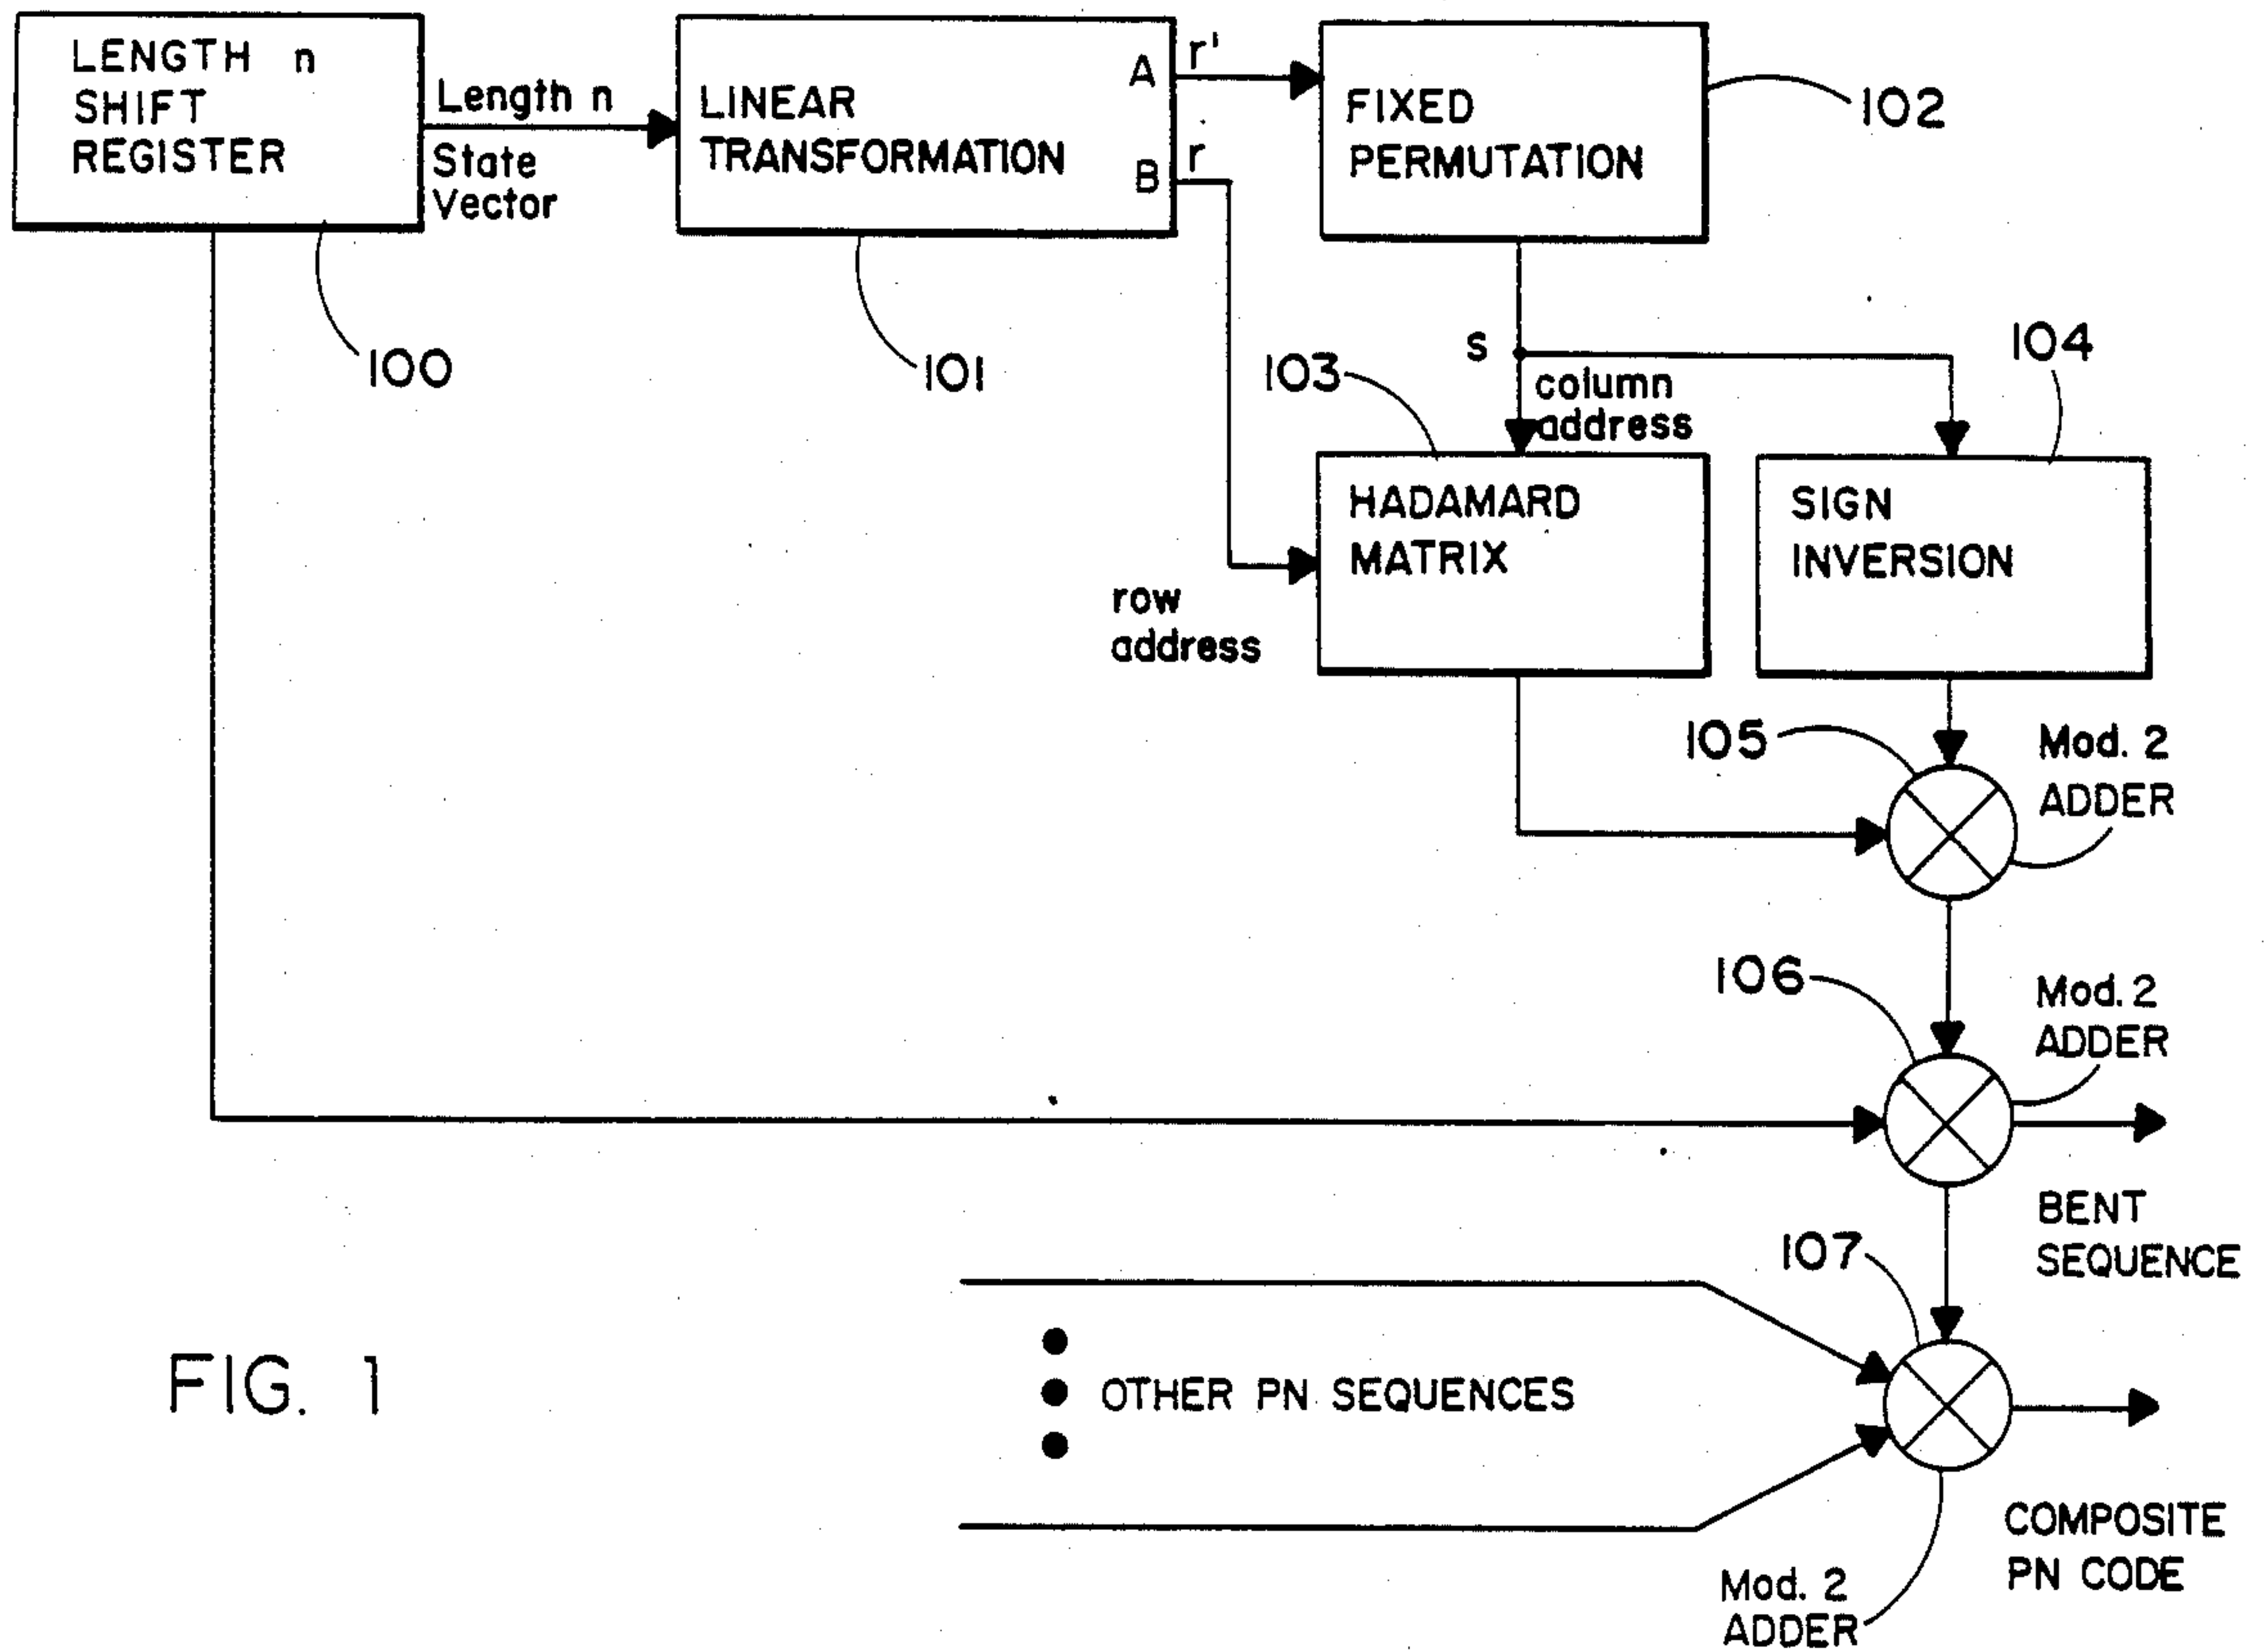 LENGTH n
SHIFT
REGISTER
Length n
State
Vector
LINEAR
TRANSFORMATION
A
B
r'
r
FIXED
PERMUTATION
102
100
101
103
s
column
address
104
HADAMARD
MATRIX
SIGN
INVERSION
row
address
105
Mod. 2
ADDER
106
Mod. 2
ADDER
BENT
SEQUENCE
107
OTHER PN SEQUENCES
FIG. 1
COMPOSITE
PN CODE
Mod. 2
ADDER